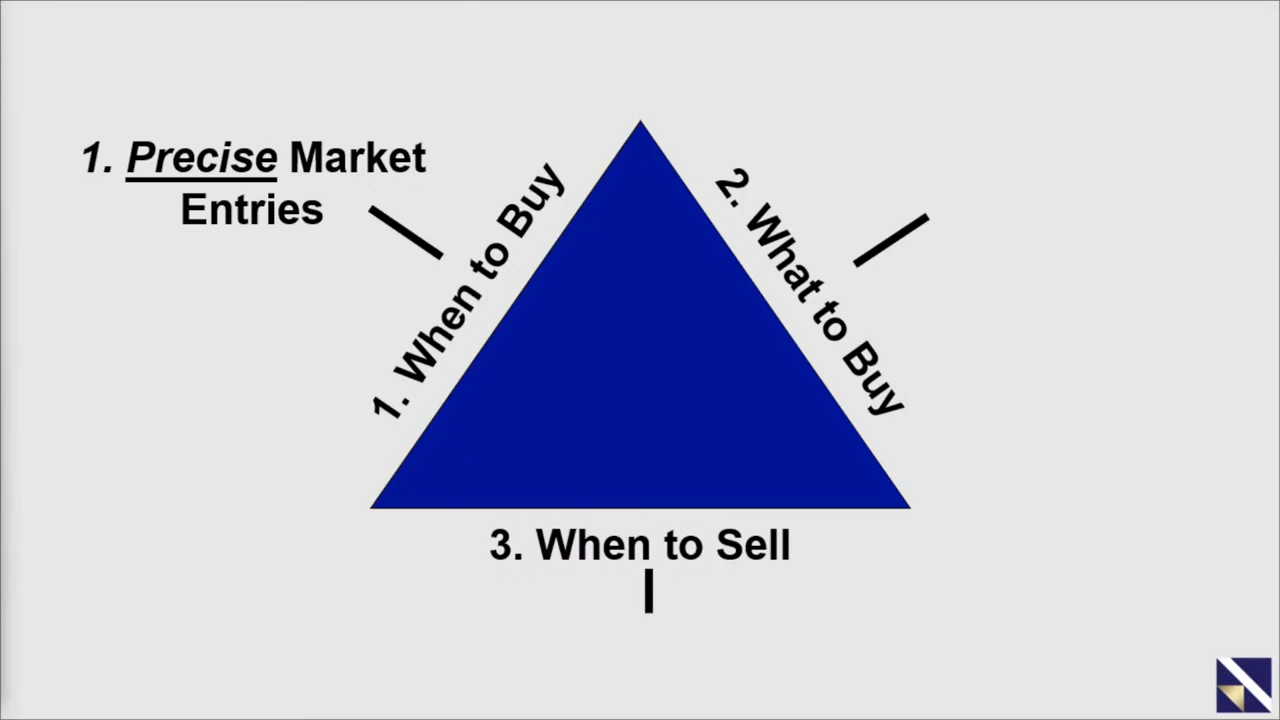 1. Precise Market
Entries
1. When to Buy
2. What to Buy
3. When to Sell